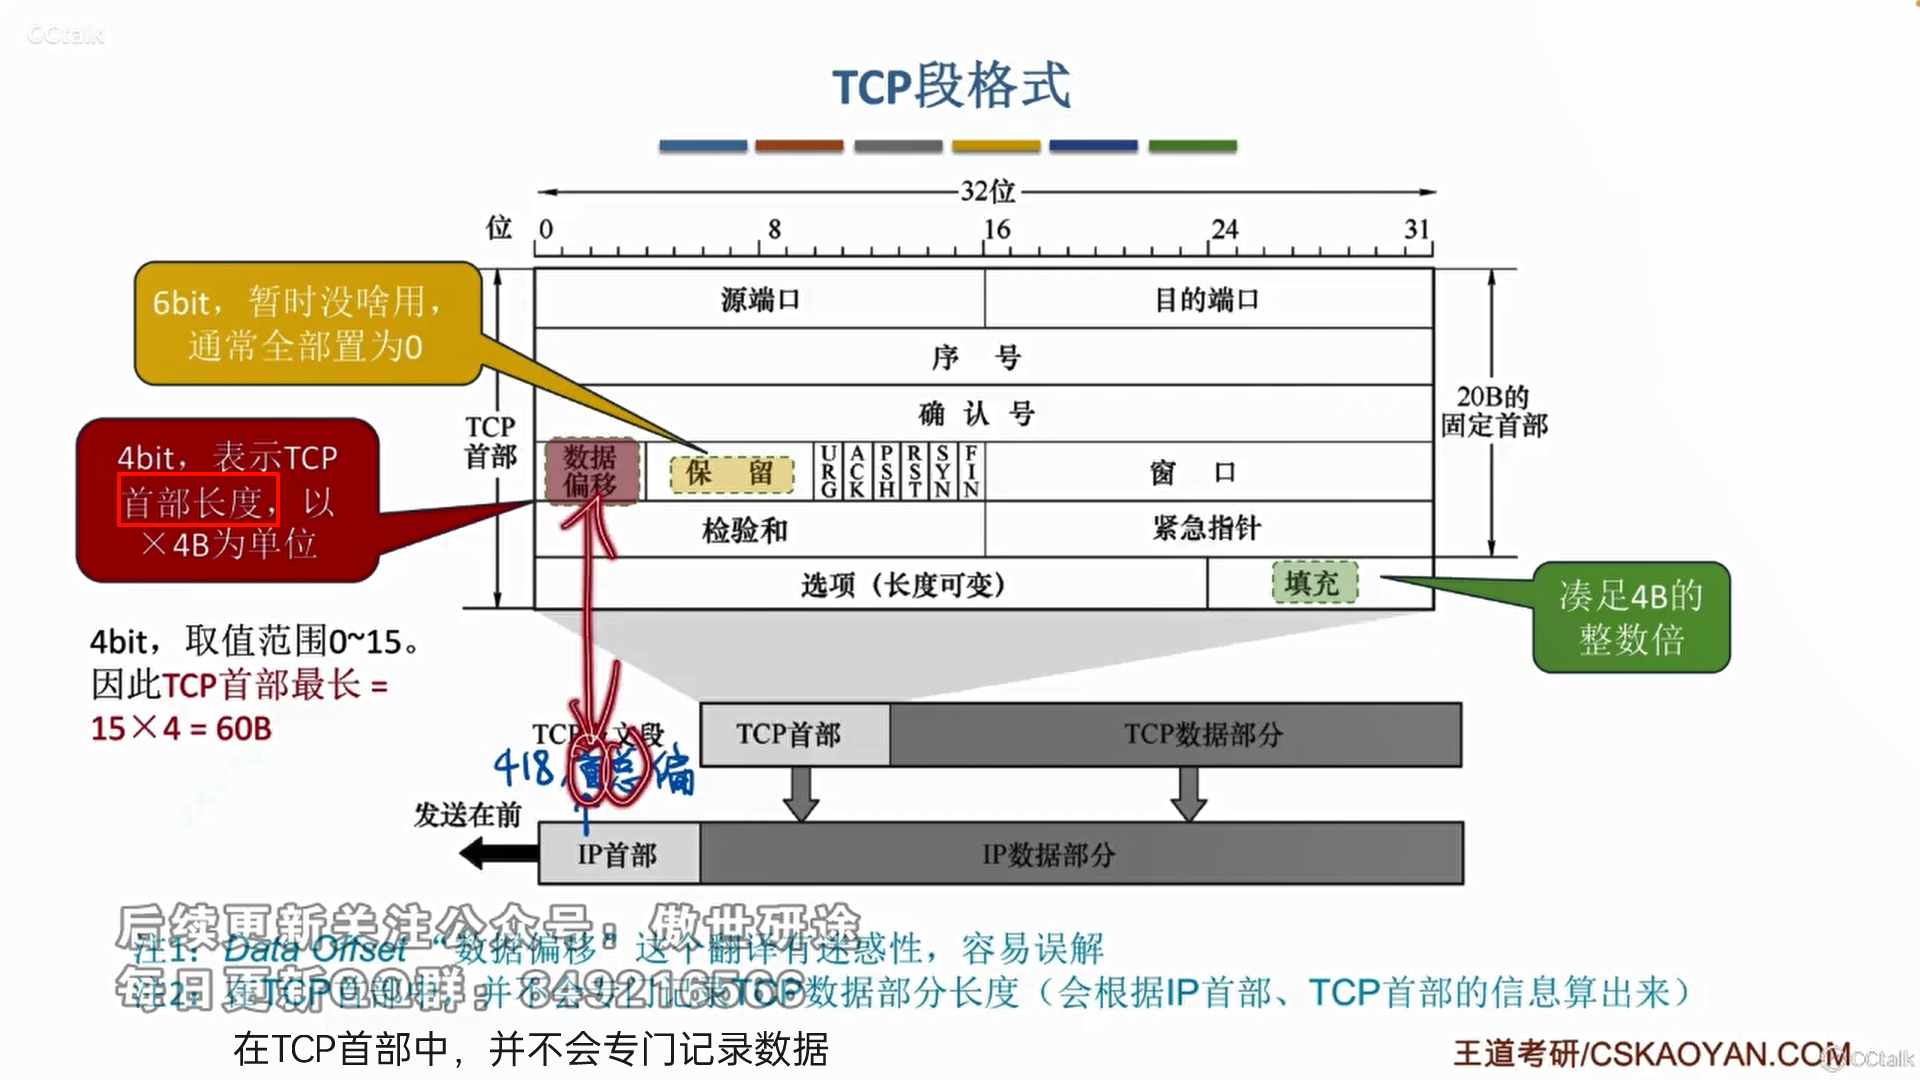 CCtalk
TCP段格式
32位
位 0 8 16 24 31
6bit，暂时没啥用，
通常全部置为0
源端口 目的端口
序 号
确 认 号
TCP
首部
20B的
固定首部
4bit，表示TCP
首部长度，以
×4B为单位
数据
偏移
保 留
URG ACK PSH RST SYN FIN
窗 口
检验和 紧急指针
选项（长度可变） 填充
凑足4B的
整数倍
4bit，取值范围0~15。
因此TCP首部最长 =
15×4 = 60B
TCP 文段
TCP首部 TCP数据部分
418,首总偏
发送在前
IP首部 IP数据部分
后续更新关注公众号：傲世研途
注1：Data Offset “数据偏移”这个翻译有迷惑性，容易误解
每日更新QQ群：
注2：在TCP首部中，并不会专门记录TCP数据部分长度（会根据IP首部、TCP首部的信息算出来）
在TCP首部中，并不会专门记录数据
王道考研/CSKAOYAN.COM
CCtalk